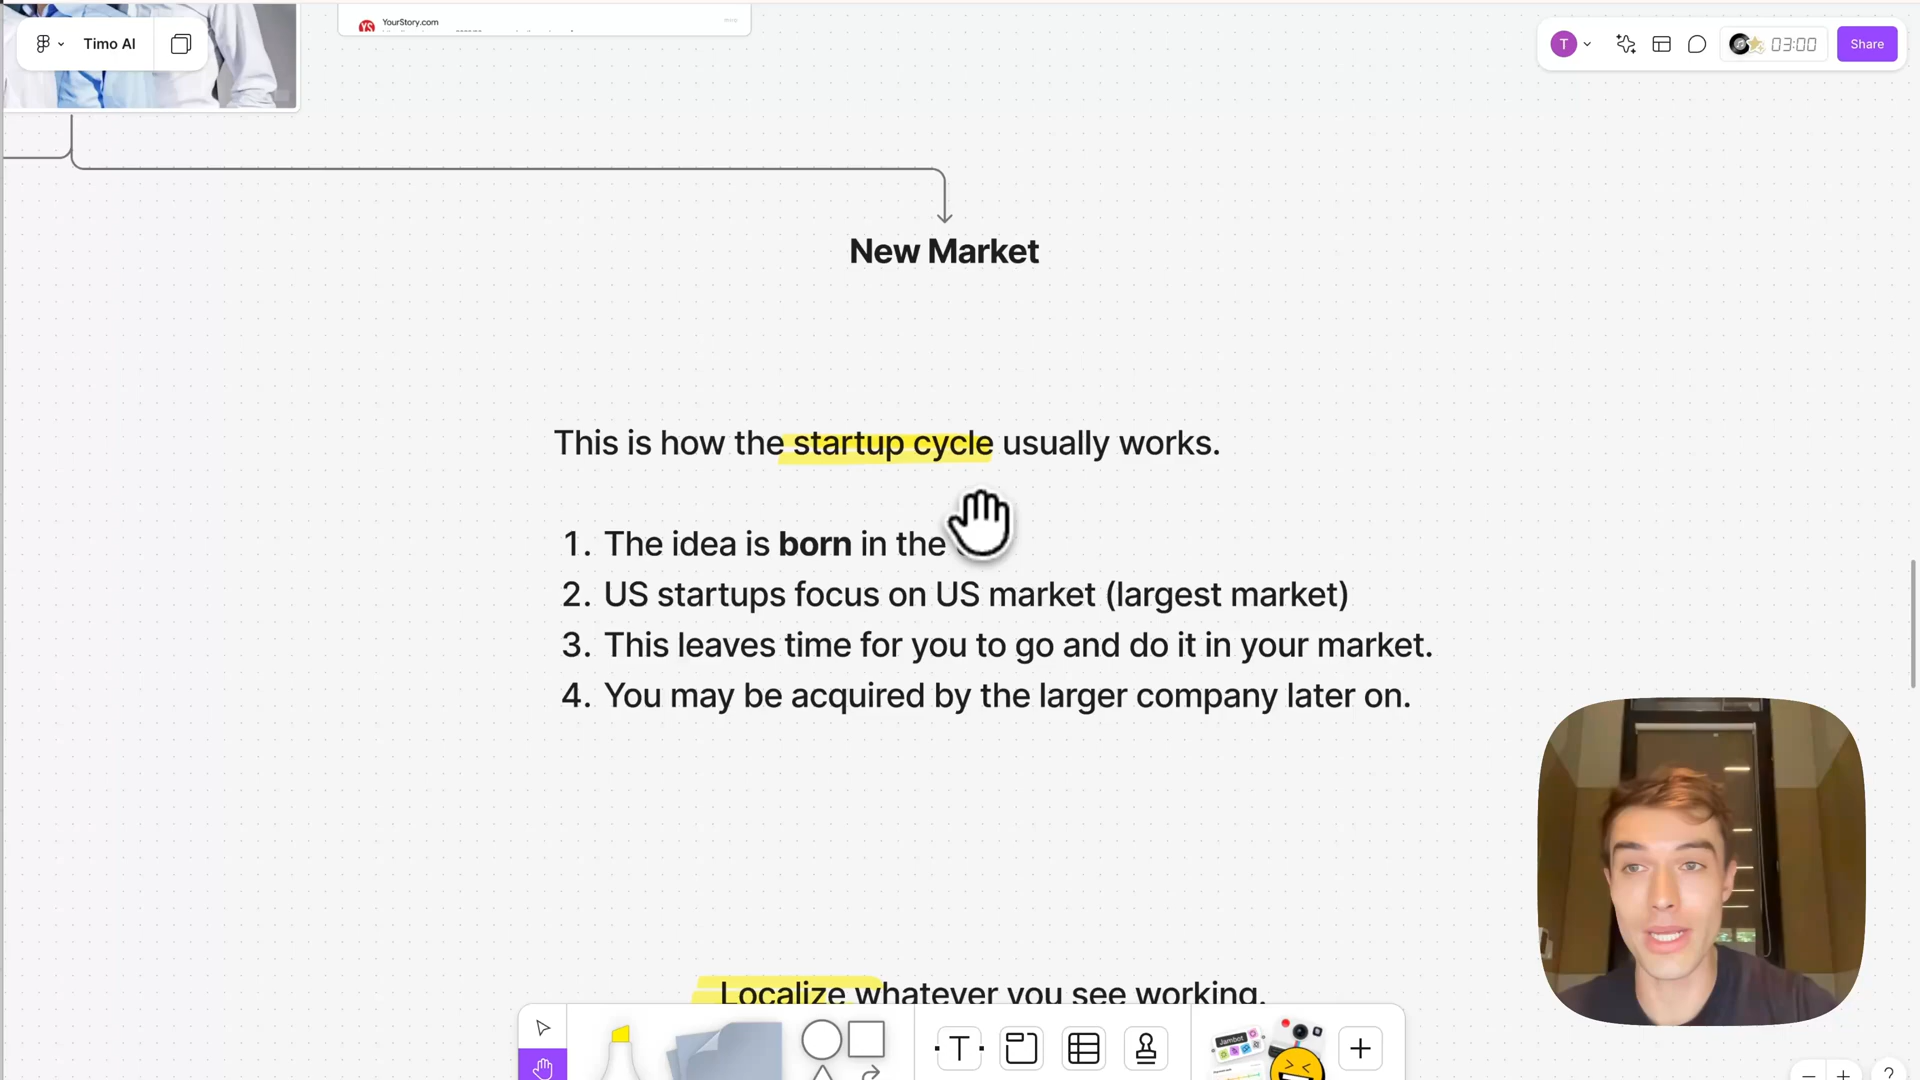 YourStory.com
Timo AI
T
03:00
Share
New Market
This is how the startup cycle usually works.
1. The idea is born in the
2. US startups focus on US market (largest market)
3. This leaves time for you to go and do it in your market.
4. You may be acquired by the larger company later on.
Localize whatever you see working.
T
Jambot
?